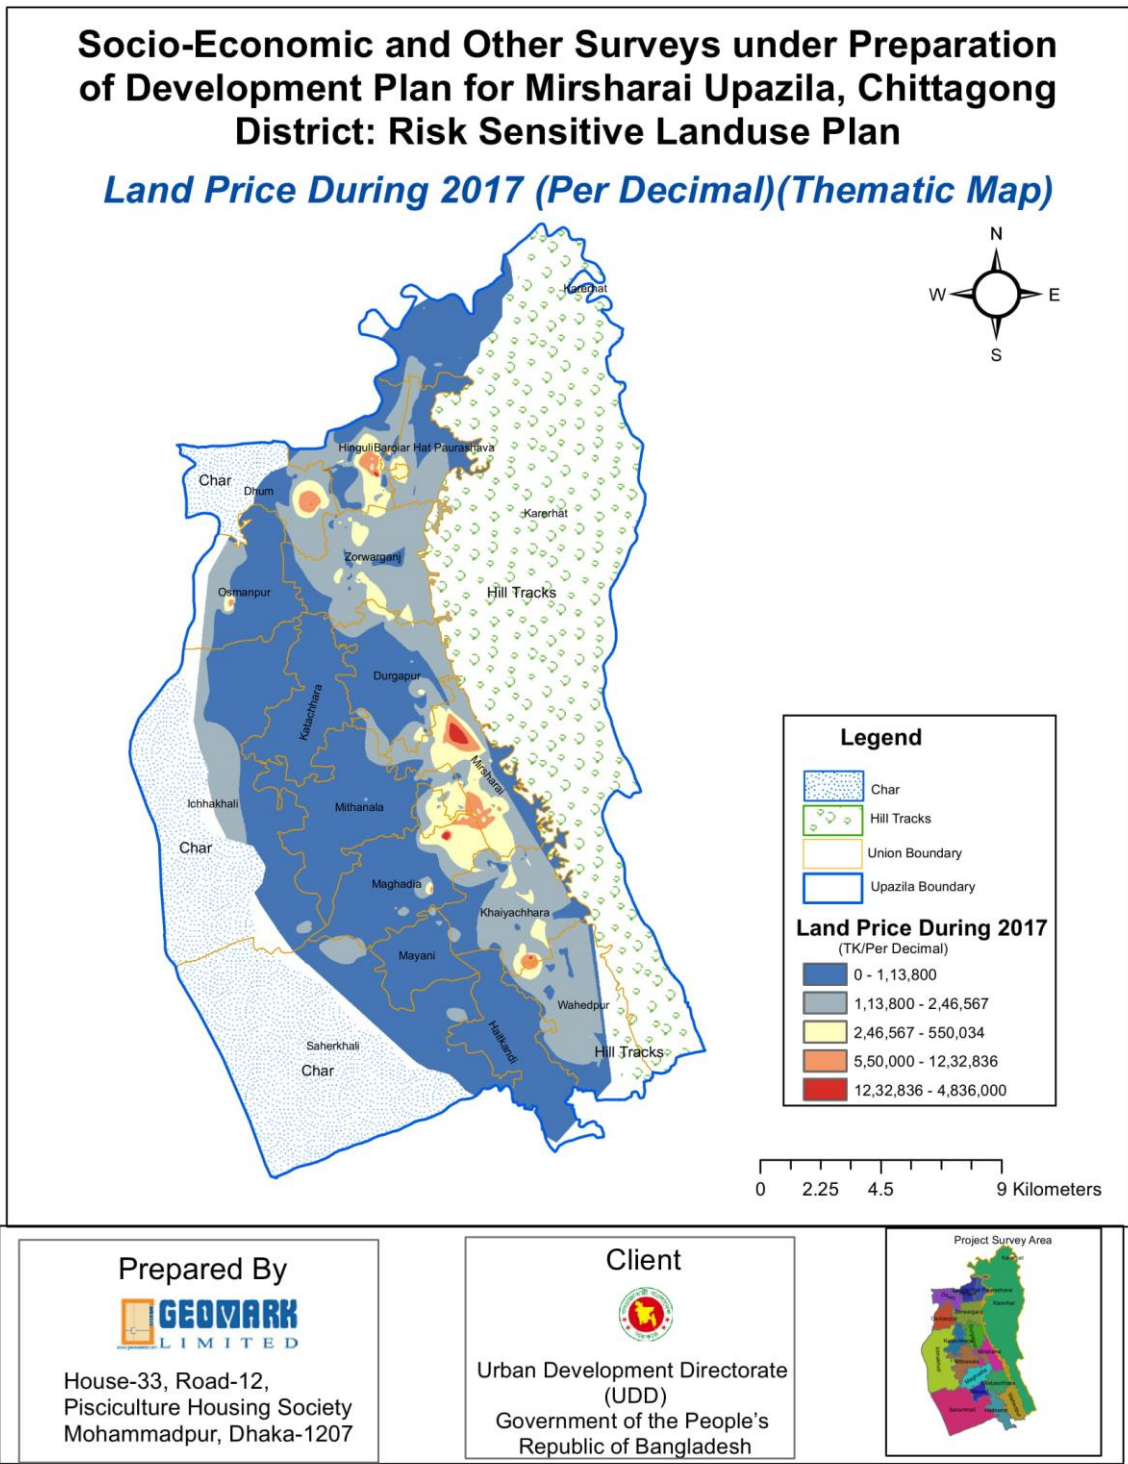 Socio-Economic and Other Surveys under Preparation
of Development Plan for Mirsharai Upazila, Chittagong
District: Risk Sensitive Landuse Plan
Land Price During 2017 (Per Decimal)(Thematic Map)
N
W
E
S
Karerhat
Hinguli
Baroiar Hat Paurashava
Char
Dhum
Karerhat
Zorwarganj
Osmanpur
Hill Tracks
Durgapur
Katachhara
Mirsharai
Ichhakhali
Mithanala
Char
Maghadia
Khaiyachhara
Mayani
Wahedpur
Haitkandi
Saherkhali
Char
Hill Tracks
Legend
Char
Hill Tracks
Union Boundary
Upazila Boundary
Land Price During 2017
(TK/Per Decimal)
0 - 1,13,800
1,13,800 - 2,46,567
2,46,567 - 550,034
5,50,000 - 12,32,836
12,32,836 - 4,836,000
0 2.25 4.5 9 Kilometers
Prepared By
GEOMARK
LIMITED
House-33, Road-12,
Pisciculture Housing Society
Mohammadpur, Dhaka-1207
Client
Urban Development Directorate
(UDD)
Government of the People's
Republic of Bangladesh
Project Survey Area